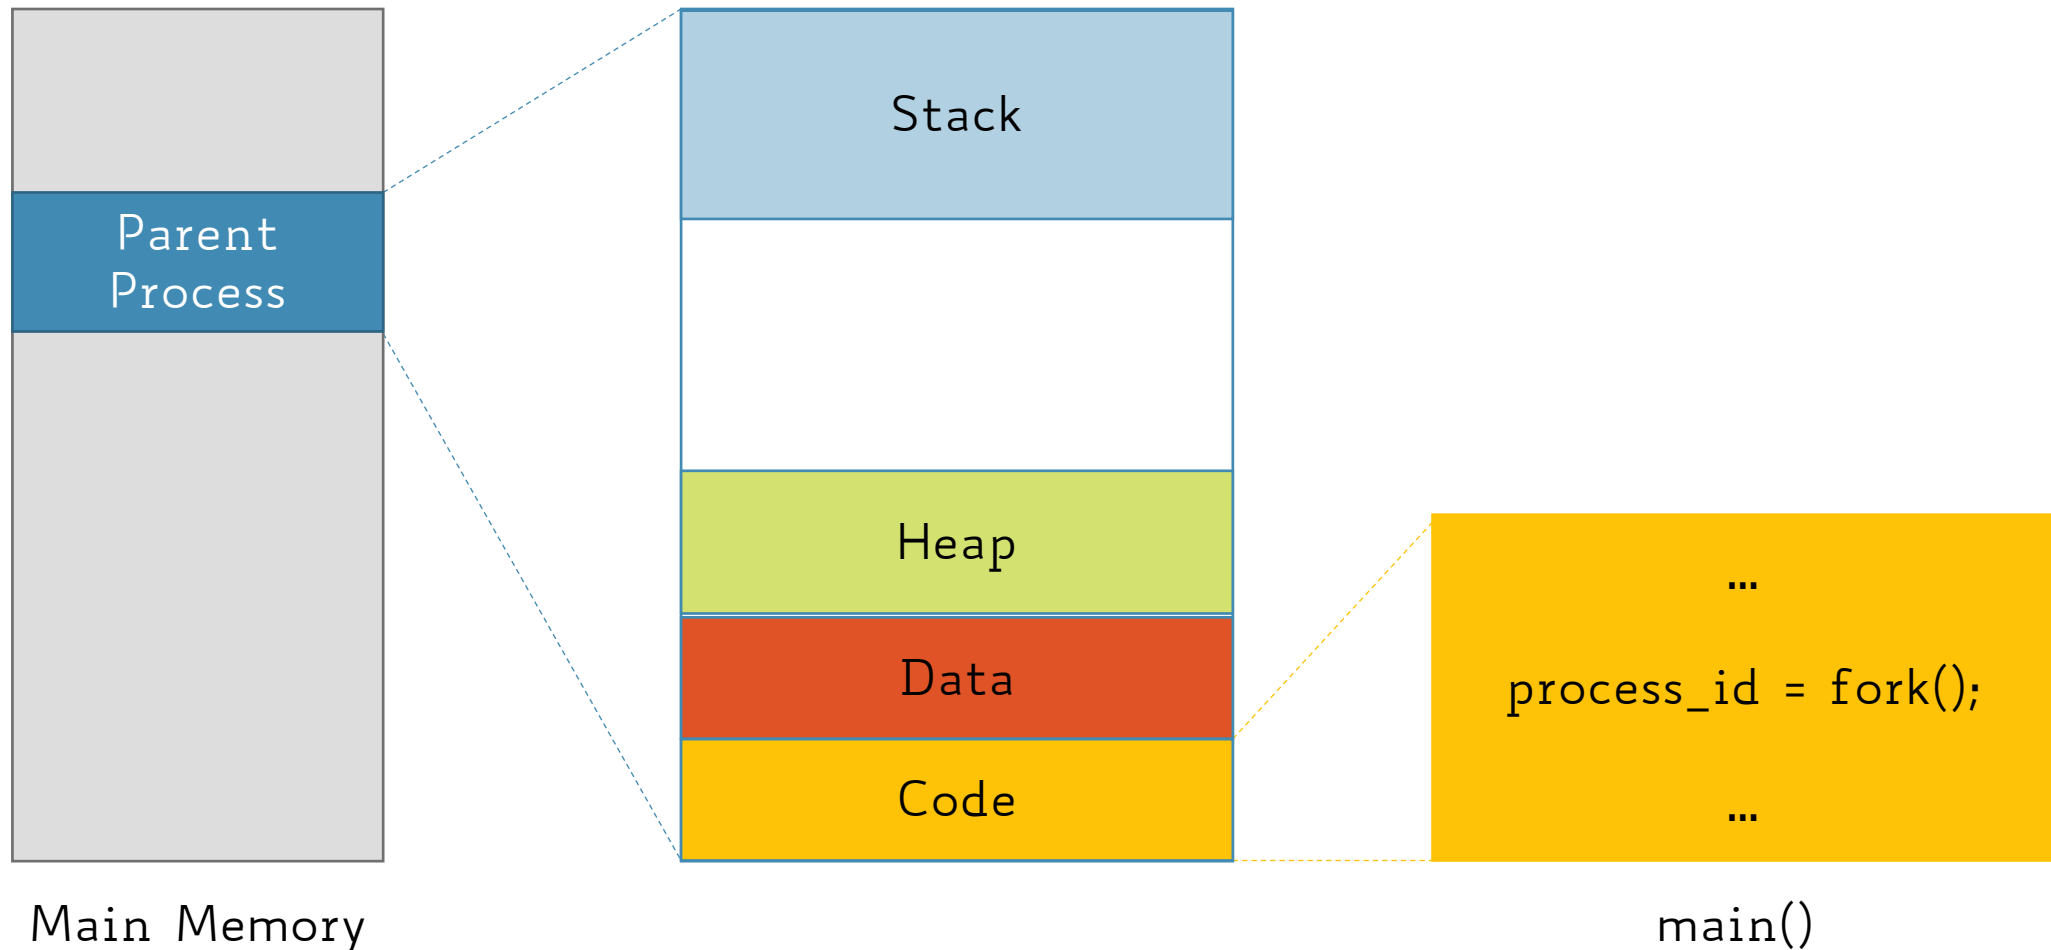 Parent
Process
Main Memory
Stack
Heap
Data
Code
...
process_id = fork();
...
main()